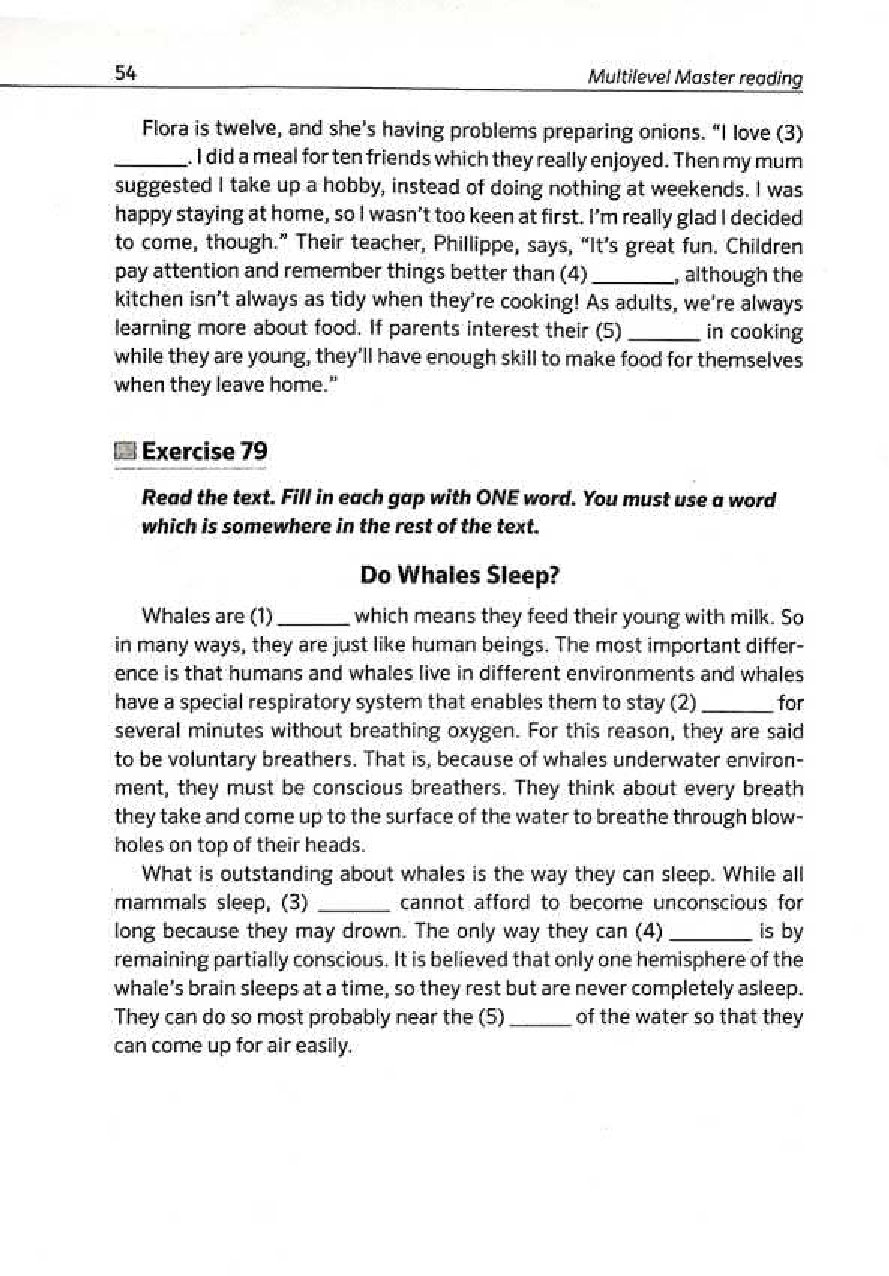 54
Multilevel Master reading
Flora is twelve, and she's having problems preparing onions. "I love (3)
_______. I did a meal for ten friends which they really enjoyed. Then my mum
suggested I take up a hobby, instead of doing nothing at weekends. I was
happy staying at home, so I wasn't too keen at first. I'm really glad I decided
to come, though." Their teacher, Phillippe, says, "It's great fun. Children
pay attention and remember things better than (4) ________, although the
kitchen isn't always as tidy when they're cooking! As adults, we're always
learning more about food. If parents interest their (5) _______ in cooking
while they are young, they'll have enough skill to make food for themselves
when they leave home."
Exercise 79
Read the text. Fill in each gap with ONE word. You must use a word
which is somewhere in the rest of the text.
Do Whales Sleep?
Whales are (1) _______ which means they feed their young with milk. So
in many ways, they are just like human beings. The most important differ-
ence is that humans and whales live in different environments and whales
have a special respiratory system that enables them to stay (2) _______ for
several minutes without breathing oxygen. For this reason, they are said
to be voluntary breathers. That is, because of whales underwater environ-
ment, they must be conscious breathers. They think about every breath
they take and come up to the surface of the water to breathe through blow-
holes on top of their heads.
What is outstanding about whales is the way they can sleep. While all
mammals sleep, (3) _______ cannot afford to become unconscious for
long because they may drown. The only way they can (4) ________ is by
remaining partially conscious. It is believed that only one hemisphere of the
whale's brain sleeps at a time, so they rest but are never completely asleep.
They can do so most probably near the (5) ______ of the water so that they
can come up for air easily.